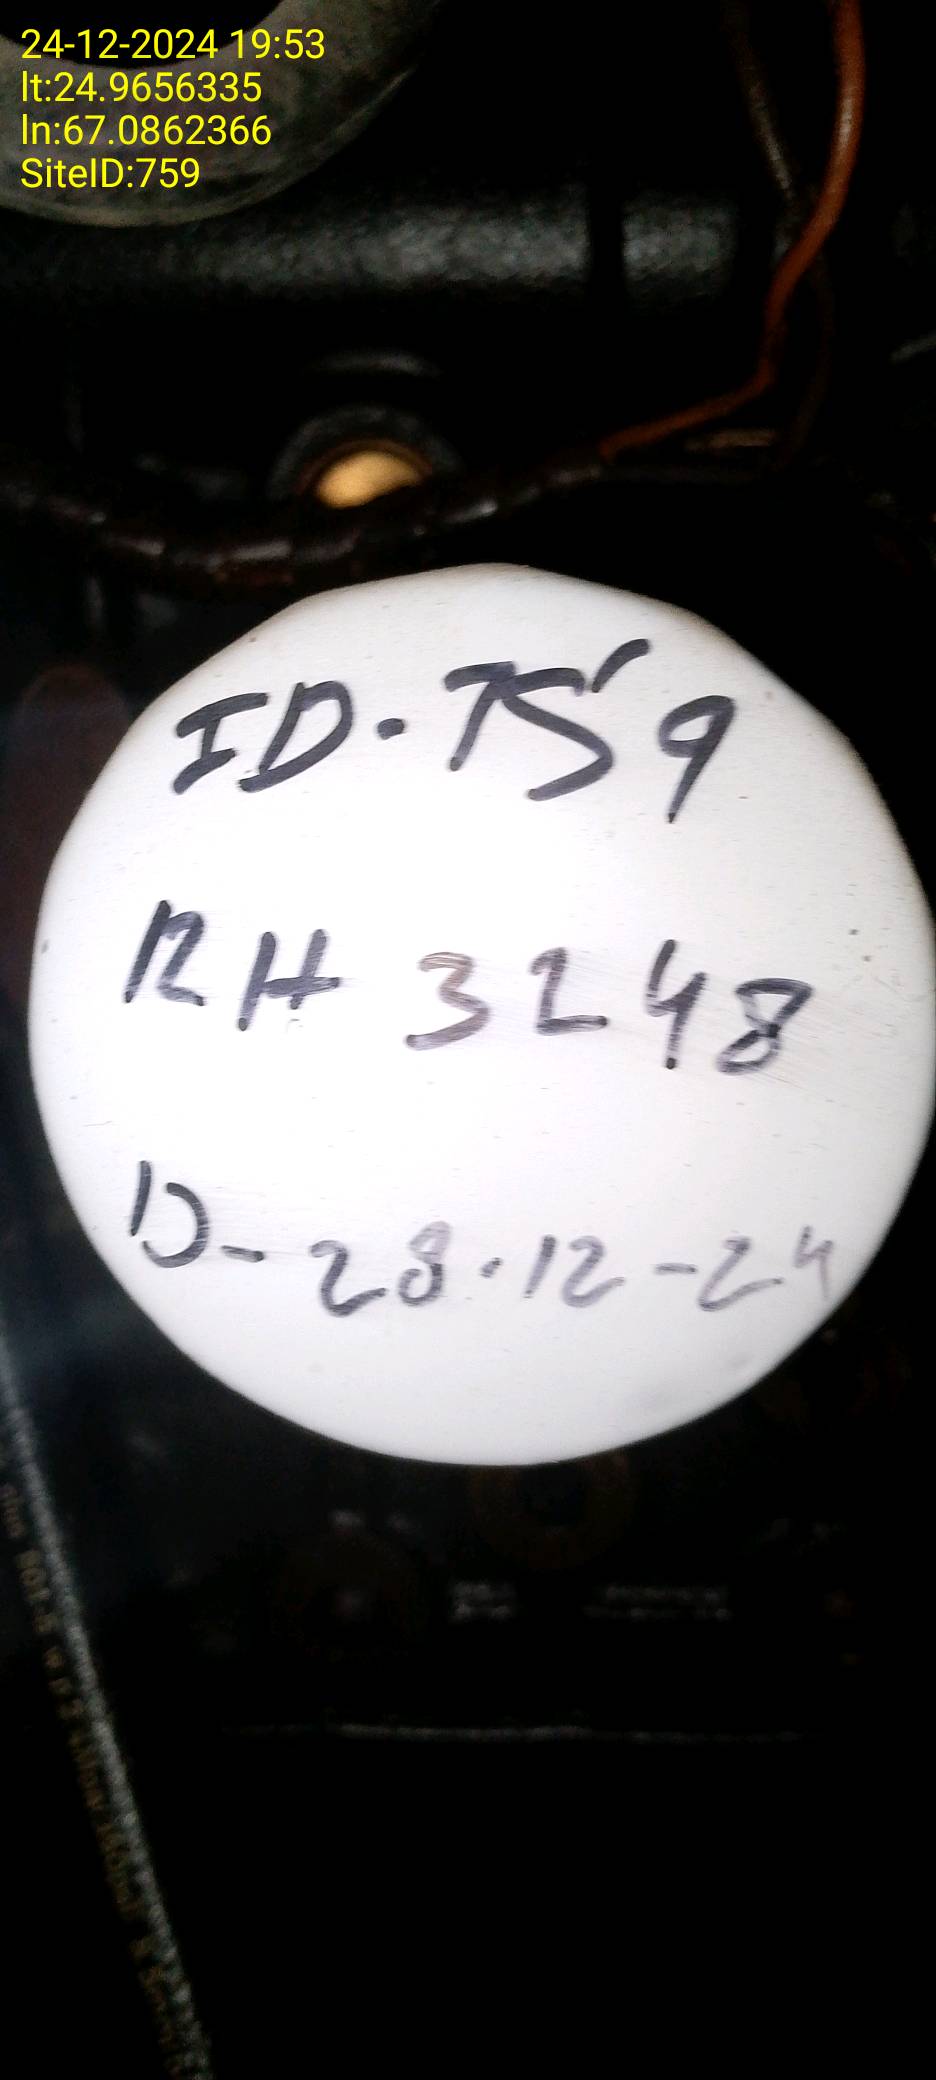 24-12-2024 19:53
lt:24.9656335
ln:67.0862366
SiteID:759
ID.759
RH 3248
D-28.12-24